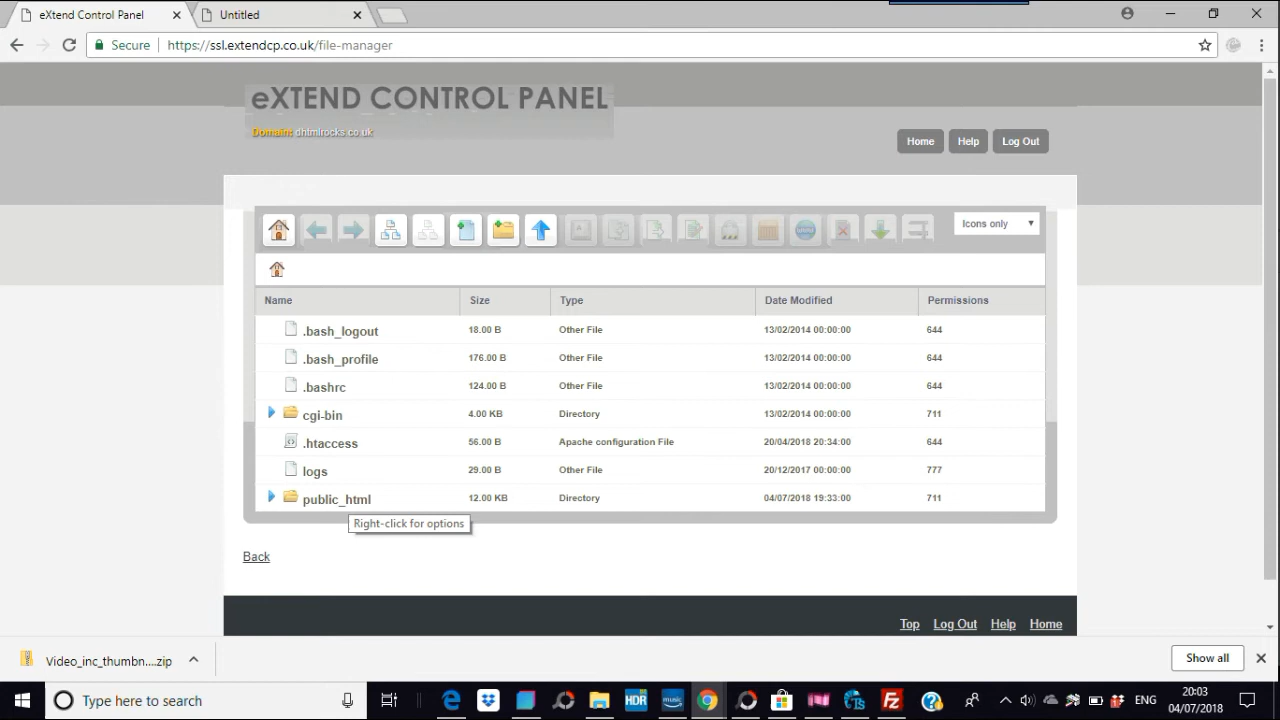 eXtend Control Panel
Untitled
Secure https://ssl.extendcp.co.uk/file-manager
eXTEND CONTROL PANEL
Domain: dhtmlrocks.co.uk
Home Help Log Out
Icons only
Name Size Type Date Modified Permissions
.bash_logout 18.00 B Other File 13/02/2014 00:00:00 644
.bash_profile 176.00 B Other File 13/02/2014 00:00:00 644
.bashrc 124.00 B Other File 13/02/2014 00:00:00 644
cgi-bin 4.00 KB Directory 13/02/2014 00:00:00 711
.htaccess 56.00 B Apache configuration File 20/04/2018 20:34:00 644
logs 29.00 B Other File 20/12/2017 00:00:00 777
public_html 12.00 KB Directory 04/07/2018 19:33:00 711
Right-click for options
Back
Top Log Out Help Home
Video_inc_thumbn....zip
Show all
Type here to search
HDR
music
ENG
20:03
04/07/2018